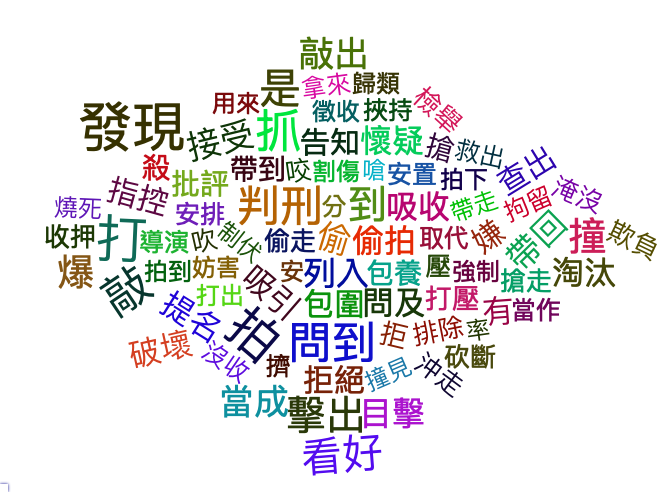 敲出
是
拿來
歸類
用來
徵收
挾持
檢舉
發現
接受
抓
告知
懷疑
搶
救出
殺
批評
帶到
咬
割傷
嗆
安置
拍下
查出
淹沒
燒死
指控
安排
判刑
分
到
吸收
帶走
拘留
收押
打
導演
吹
制伏
偷走
偷
偷拍
取代
嫌
帶回
撞
欺負
爆
敲
拍到
妨害
吸引
安
列入
包養
壓
強制
搶走
淘汰
打出
提名
拍
包圍
問及
打壓
有
當作
破壞
沒收
擠
問到
拒
排除
率
砍斷
拒絕
撞見
沖走
當成
擊出
目擊
看好